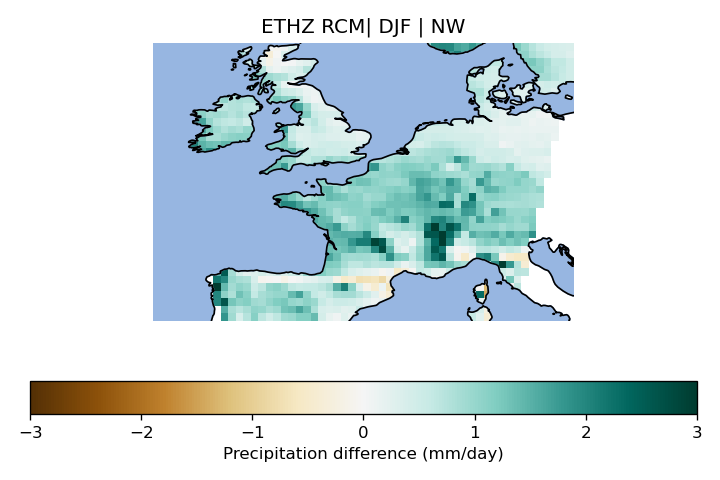 ETHZ RCM| DJF | NW
−3 −2 −1 0 1 2 3
Precipitation difference (mm/day)